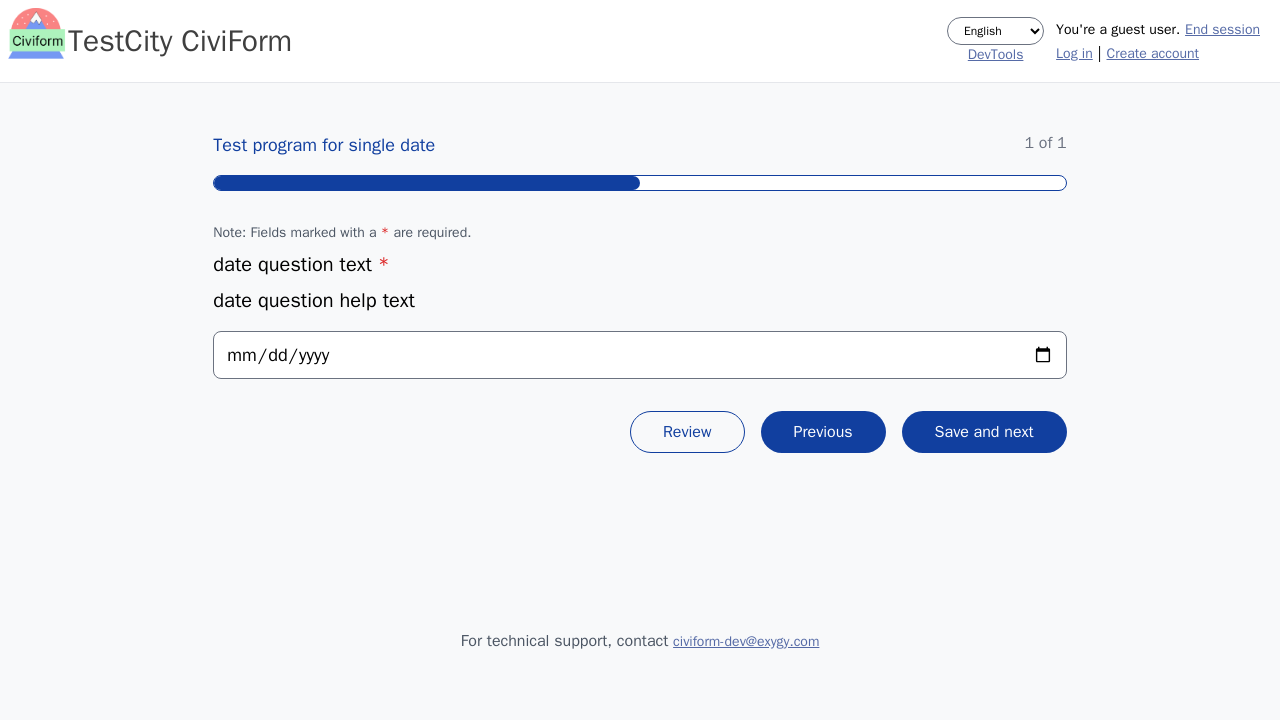 Civiform
TestCity CiviForm
English
DevTools
You're a guest user. End session
Log in | Create account
Test program for single date
1 of 1
Note: Fields marked with a * are required.
date question text *
date question help text
mm/dd/yyyy
Review
Previous
Save and next
For technical support, contact civiform-dev@exygy.com